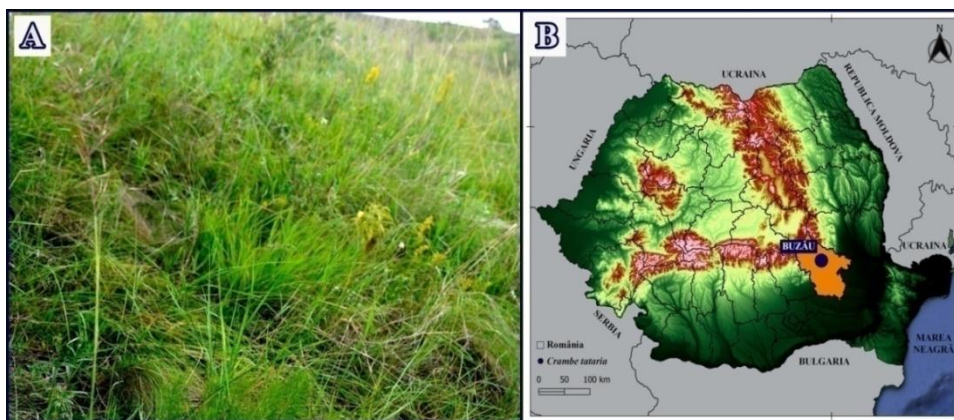 A
B
N
UCRAINA
REPUBLICA MOLDOVA
UNGARIA
BUZĂU
UCRAINA
SERBIA
MAREA
NEAGRĂ
BULGARIA
România
Crambe tataria
0 50 100 km